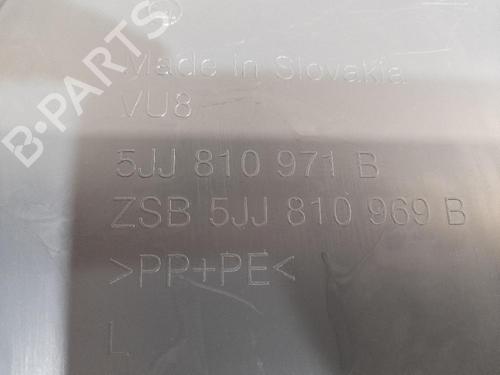 B-PARTS
Made in Slovakia
VU8
5JJ 810 971 B
ZSB 5JJ 810 969 B
>PP+PE<
L